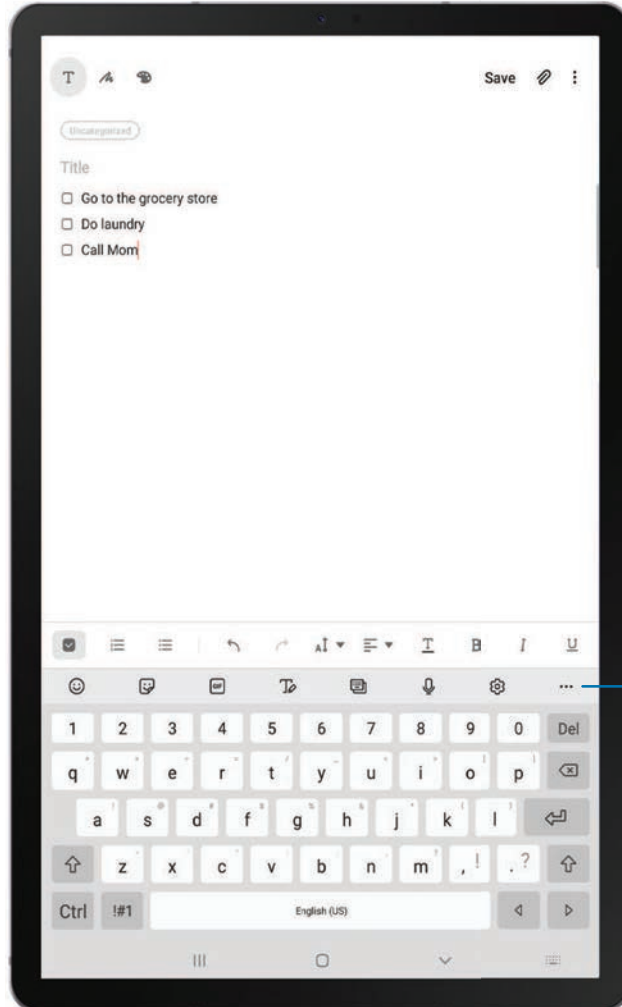 T Save
Uncategorized
Title
Go to the grocery store
Do laundry
Call Mom
T B I U
GIF T
1 2 3 4 5 6 7 8 9 0 Del
q w e r t y u i o p
a s d f g h j k l
z x c v b n m , ! . ?
Ctrl !#1 English (US)